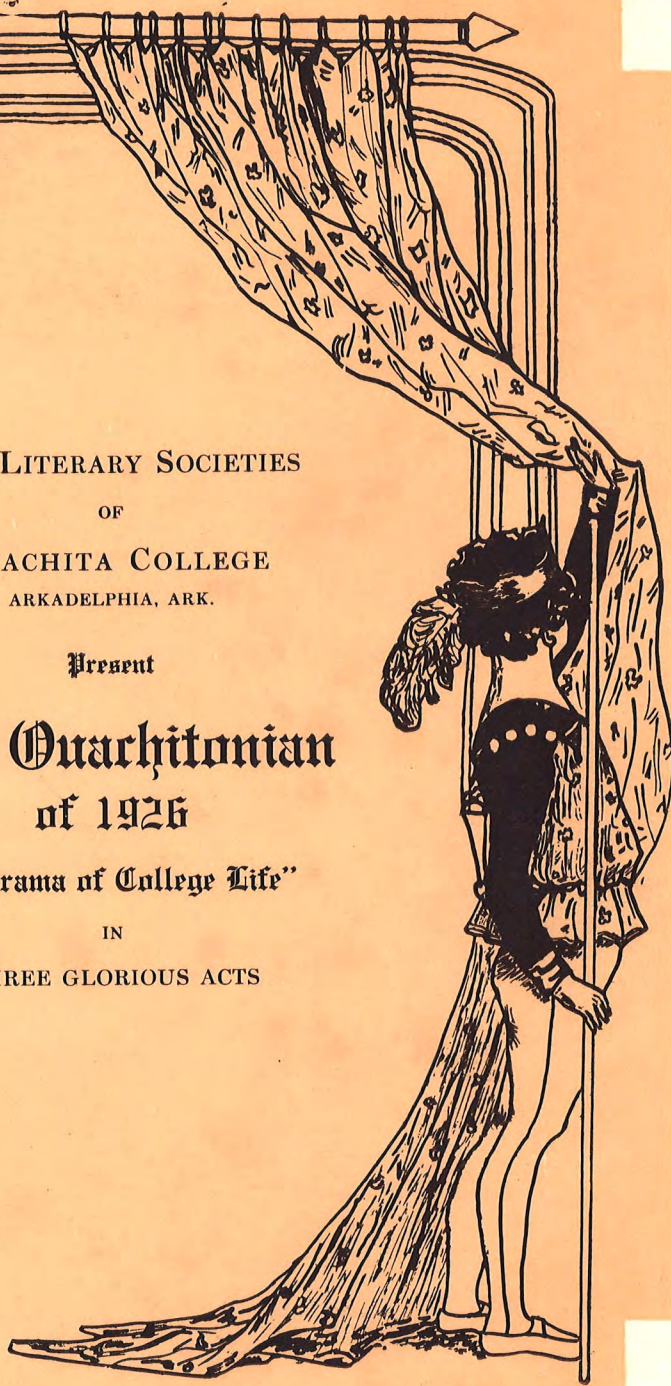 LITERARY SOCIETIES
OF
ACHITA COLLEGE
ARKADELPHIA, ARK.
Present
Ouachitonian
of 1926
rama of College Life”
IN
REE GLORIOUS ACTS